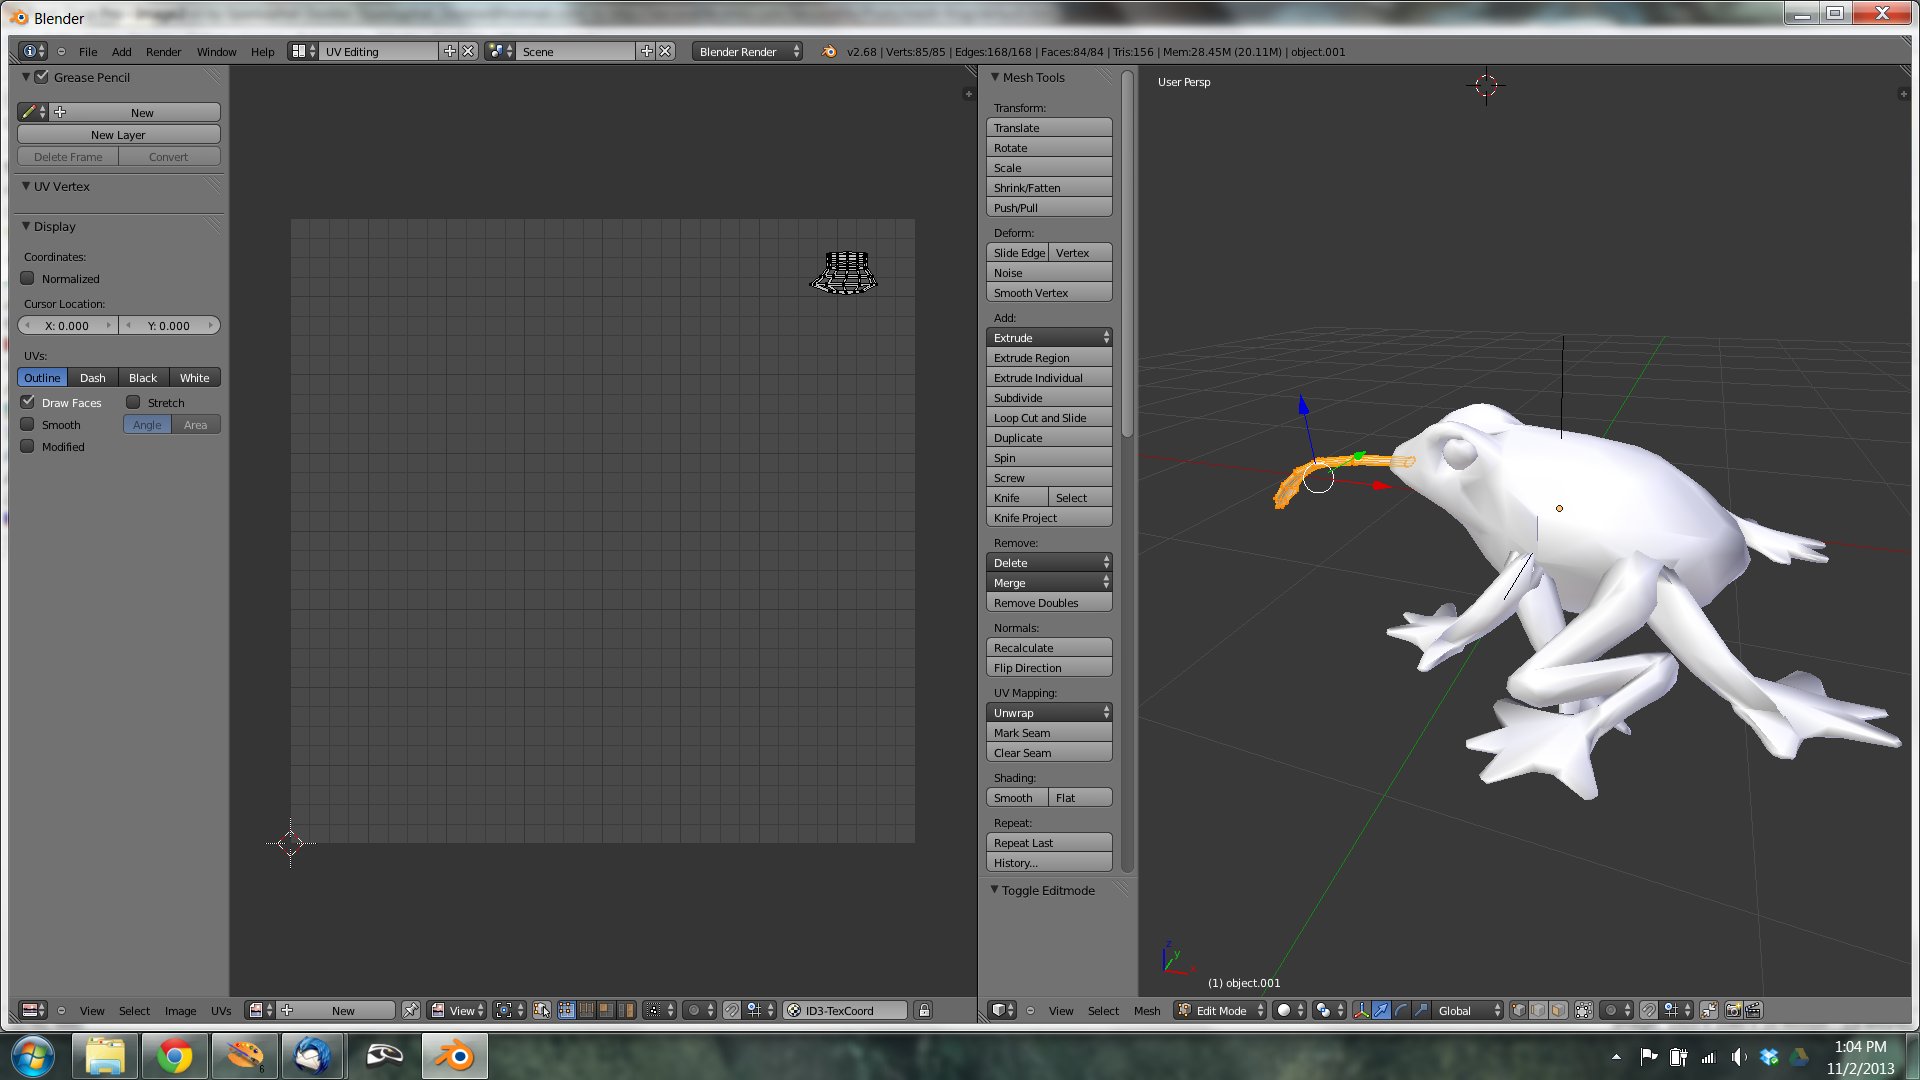 Blender
File Add Render Window Help UV Editing Scene Blender Render v2.68 | Verts:85/85 | Edges:168/168 | Faces:84/84 | Tris:156 | Mem:28.45M (20.11M) | object.001
Grease Pencil
New
New Layer
Delete Frame Convert
UV Vertex
Display
Coordinates:
Normalized
Cursor Location:
X: 0.000 Y: 0.000
UVs:
Outline Dash Black White
Draw Faces Stretch
Smooth Angle Area
Modified
Mesh Tools
Transform:
Translate
Rotate
Scale
Shrink/Fatten
Push/Pull
Deform:
Slide Edge Vertex
Noise
Smooth Vertex
Add:
Extrude
Extrude Region
Extrude Individual
Subdivide
Loop Cut and Slide
Duplicate
Spin
Screw
Knife Select
Knife Project
Remove:
Delete
Merge
Remove Doubles
Normals:
Recalculate
Flip Direction
UV Mapping:
Unwrap
Mark Seam
Clear Seam
Shading:
Smooth Flat
Repeat:
Repeat Last
History...
Toggle Editmode
User Persp
z
y
x
(1) object.001
View Select Image UVs New View ID3-TexCoord
View Select Mesh Edit Mode Global
6
1:04 PM
11/2/2013